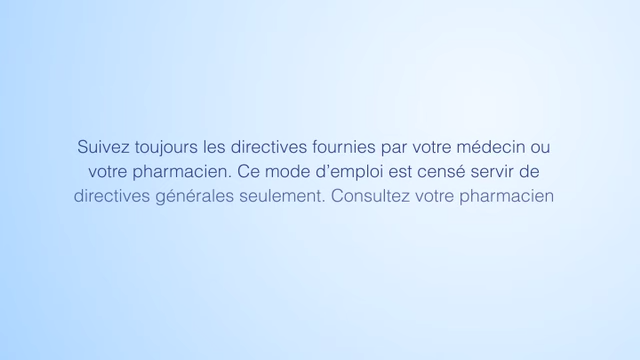 Suivez toujours les directives fournies par votre médecin ou
votre pharmacien. Ce mode d’emploi est censé servir de
directives générales seulement. Consultez votre pharmacien